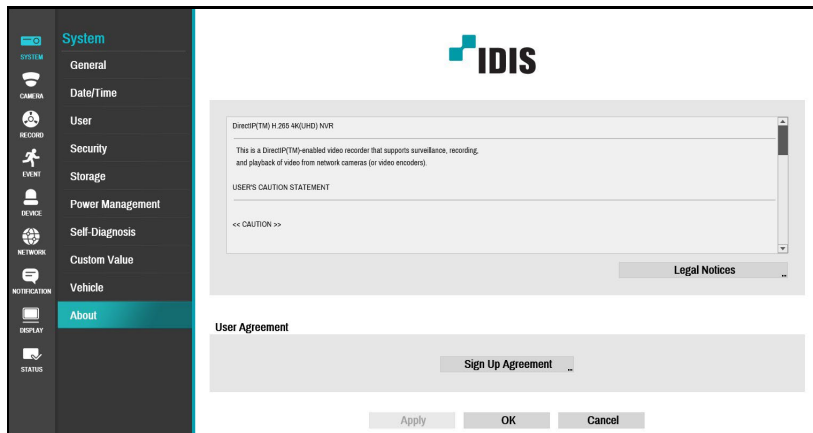 SYSTEM
CAMERA
RECORD
EVENT
DEVICE
NETWORK
NOTIFICATION
DISPLAY
STATUS
System
General
Date/Time
User
Security
Storage
Power Management
Self-Diagnosis
Custom Value
Vehicle
About
IDIS
DirectIP(TM) H.265 4K(UHD) NVR
This is a DirectIP(TM)-enabled video recorder that supports surveillance, recording,
and playback of video from network cameras (or video encoders).
USER'S CAUTION STATEMENT
<< CAUTION >>
Legal Notices ..
User Agreement
Sign Up Agreement ..
Apply OK Cancel